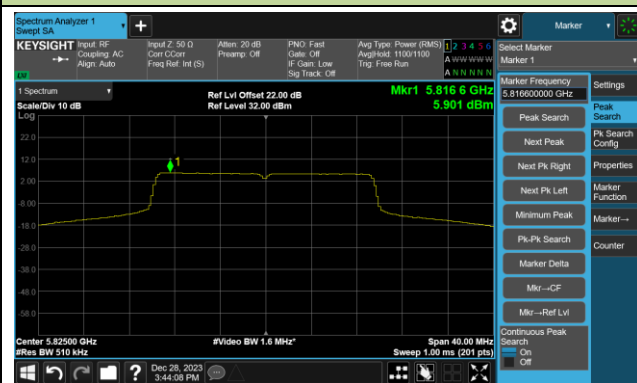 Spectrum Analyzer 1
Swept SA
+
Marker
KEYSIGHT
Input: RF
Coupling: AC
Align: Auto
Input Z: 50 Ω
Corr CCorr
Freq Ref: Int (S)
Atten: 20 dB
Preamp: Off
PNO: Fast
Gate: Off
IF Gain: Low
Sig Track: Off
Avg Type: Power (RMS)
Avg|Hold: 1100/1100
Trig: Free Run
1 2 3 4 5 6
A W W W W W
A N N N N N
Select Marker
Marker 1
Marker Frequency
5.816600000 GHz
Settings
Peak Search
Next Peak
Next Pk Right
Next Pk Left
Minimum Peak
Pk-Pk Search
Marker Delta
Mkr→CF
Mkr→Ref Lvl
Continuous Peak Search
On
Off
Peak Search
Pk Search Config
Properties
Marker Function
Marker→
Counter
1 Spectrum
Scale/Div 10 dB
Log
Ref Lvl Offset 22.00 dB
Ref Level 32.00 dBm
Mkr1 5.816 6 GHz
5.901 dBm
22.0
12.0
2.00
-8.00
-18.0
-28.0
-38.0
-48.0
-58.0
1
Center 5.82500 GHz
#Res BW 510 kHz
#Video BW 1.6 MHz*
Span 40.00 MHz
Sweep 1.00 ms (201 pts)
?
Dec 28, 2023
3:44:08 PM